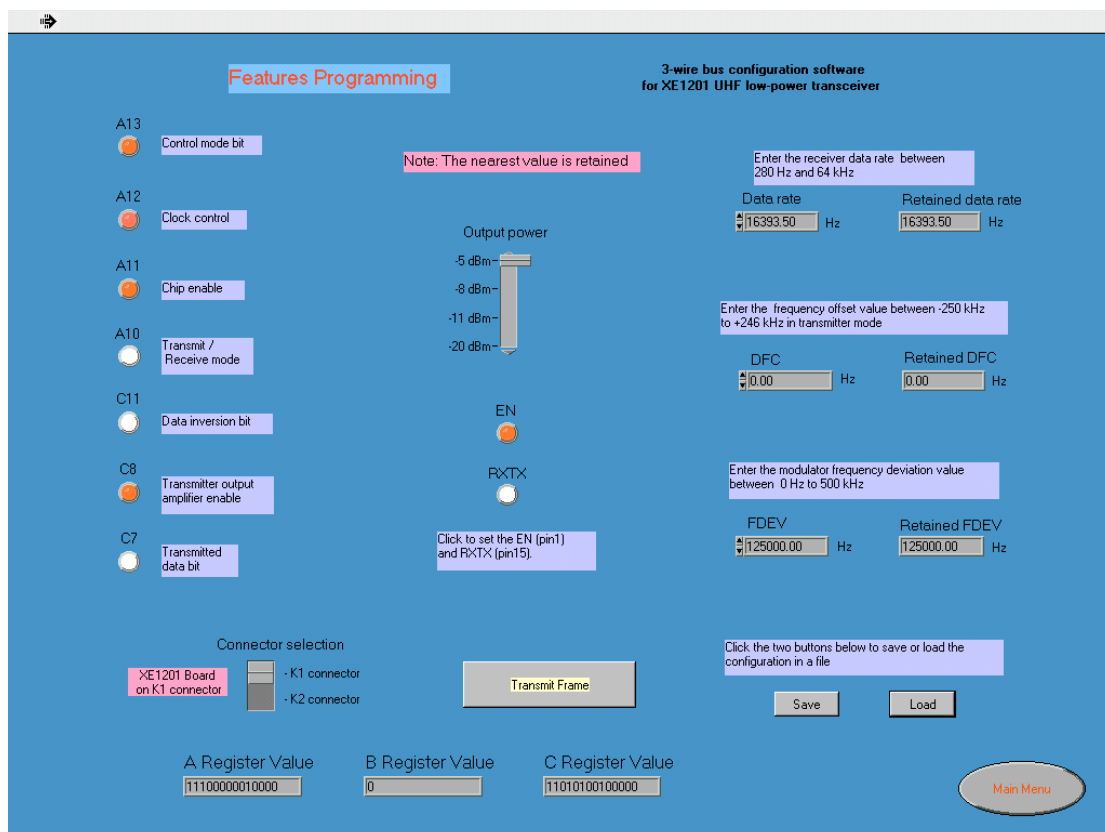 Features Programming
3-wire bus configuration software
for XE1201 UHF low-power transceiver
A13
Control mode bit
A12
Clock control
A11
Chip enable
A10
Transmit /
Receive mode
C11
Data inversion bit
C8
Transmitter output
amplifier enable
C7
Transmitted
data bit
Note: The nearest value is retained
Output power
-5 dBm
-8 dBm
-11 dBm
-20 dBm
EN
RXTX
Click to set the EN (pin1)
and RXTX (pin15).
Enter the receiver data rate between
280 Hz and 64 kHz
Data rate
Retained data rate
16393.50 Hz
16393.50 Hz
Enter the frequency offset value between -250 kHz
to +246 kHz in transmitter mode
DFC
Retained DFC
0.00 Hz
0.00 Hz
Enter the modulator frequency deviation value
between 0 Hz to 500 kHz
FDEV
Retained FDEV
125000.00 Hz
125000.00 Hz
Connector selection
XE1201 Board
on K1 connector
- K1 connector
- K2 connector
Transmit Frame
Click the two buttons below to save or load the
configuration in a file
Save
Load
A Register Value
B Register Value
C Register Value
11100000010000
0
11010100100000
Main Menu